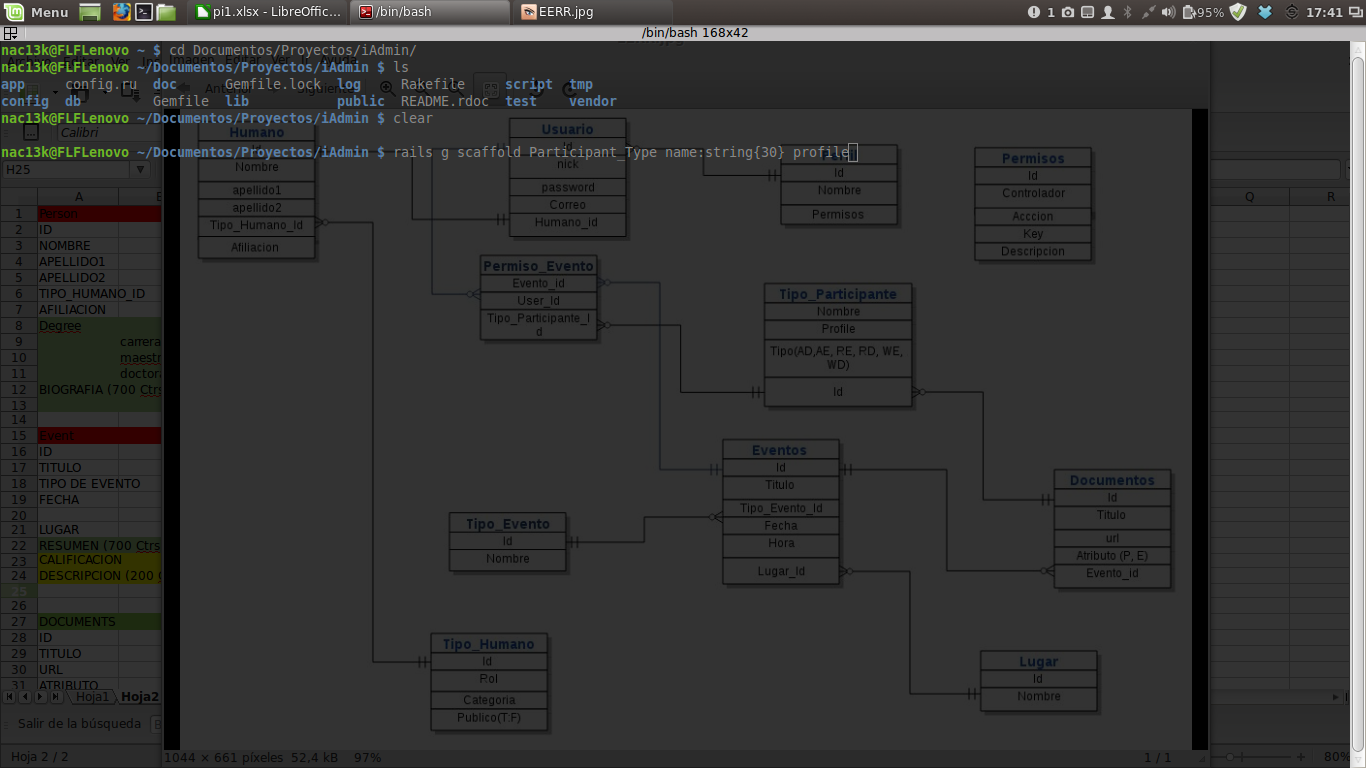 Menu
pi1.xlsx - LibreOffic...
/bin/bash
EERR.jpg
1
95%
17:41
/bin/bash 168x42
nac13k@FLFLenovo ~ $ cd Documentos/Proyectos/iAdmin/
nac13k@FLFLenovo ~/Documentos/Proyectos/iAdmin $ ls
app config.ru doc Gemfile.lock log Rakefile script tmp
config db Gemfile lib public README.rdoc test vendor
nac13k@FLFLenovo ~/Documentos/Proyectos/iAdmin $ clear
nac13k@FLFLenovo ~/Documentos/Proyectos/iAdmin $ rails g scaffold Participant_Type name:string{30} profile
Calibri
H25
A
Q R
1 Person
2 ID
3 NOMBRE
4 APELLIDO1
5 APELLIDO2
6 TIPO_HUMANO_ID
7 AFILIACION
8 Degree
9 carrera
10 maest
11 doctor
12 BIOGRAFIA (700 Ctrs
13
14
15 Event
16 ID
17 TITULO
18 TIPO DE EVENTO
19 FECHA
20
21 LUGAR
22 RESUMEN (700 Ctrs
23 CALIFICACION
24 DESCRIPCION (200
25
26
27 DOCUMENTS
28 ID
29 TITULO
30 URL
31 ATRIBUTO
Hoja1 Hoja2
Salir de la búsqueda
Hoja 2 / 2
Humano
Nombre
apellido1
apellido2
Tipo_Humano_Id
Afiliacion
Usuario
nick
password
Correo
Humano_id
Id
Nombre
Permisos
Permisos
Id
Controlador
Acccion
Key
Descripcion
Permiso_Evento
Evento_id
User_Id
Tipo_Participante_I
d
Tipo_Participante
Nombre
Profile
Tipo(AD,AE, PE, PD, WE,
WD)
Id
Eventos
Id
Titulo
Tipo_Evento_Id
Fecha
Hora
Lugar_Id
Documentos
Id
Titulo
url
Atributo (P, E)
Evento_id
Tipo_Evento
Id
Nombre
Tipo_Humano
Id
Rol
Categoria
Publico(T:F)
Lugar
Id
Nombre
1044 × 661 píxeles 52,4 kB 97%
1 / 1
80%